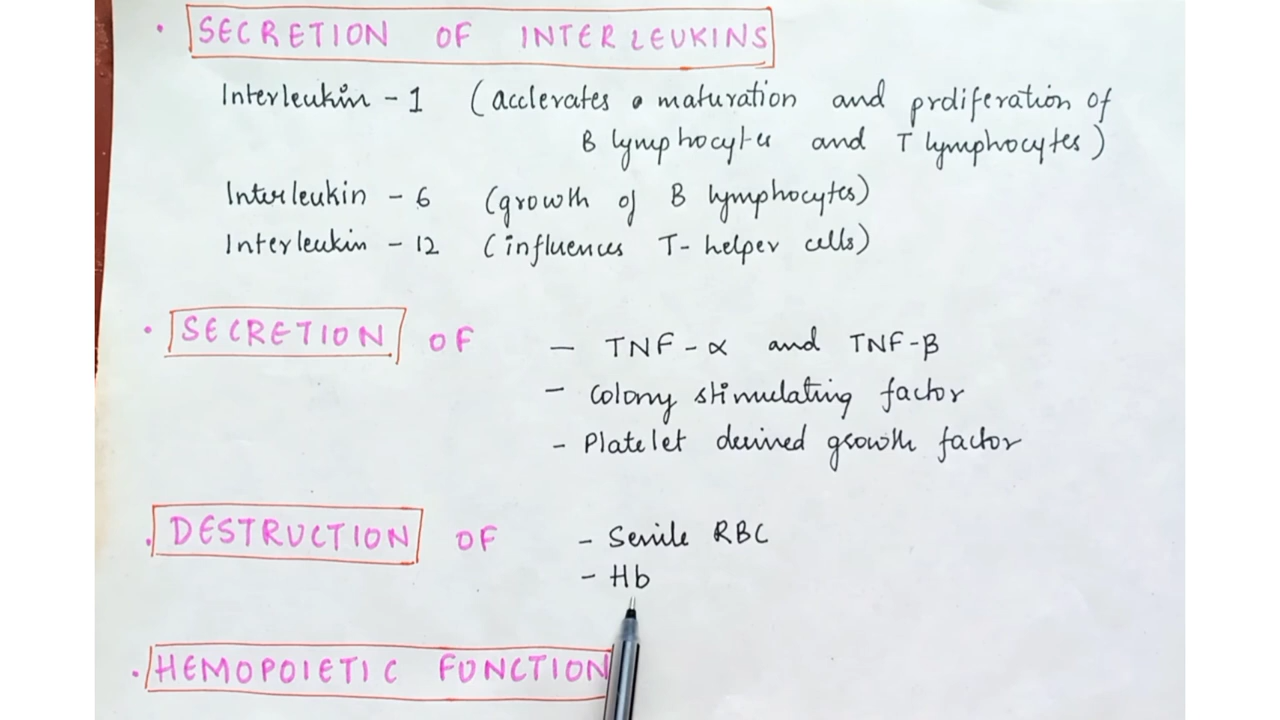 · SECRETION OF INTERLEUKINS
Interleukin - 1 (acclerates maturation and proliferation of
B lymphocytes and T lymphocytes)
Interleukin - 6 (growth of B lymphocytes)
Interleukin - 12 (influences T- helper cells)
· SECRETION OF - TNF - α and TNF-β
- Colony stimulating factor
- Platelet derived growth factor
· DESTRUCTION OF - Senile RBC
- Hb
· HEMOPOIETIC FUNCTION